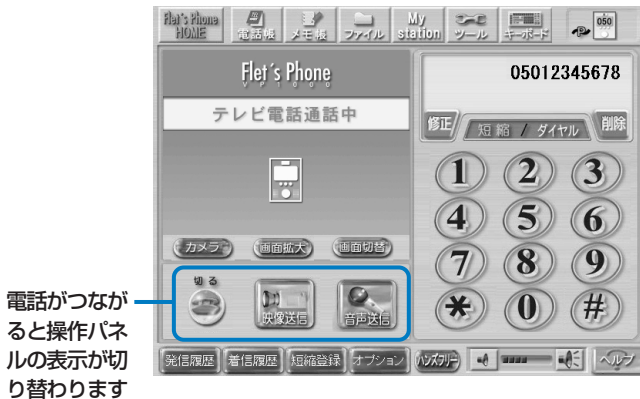 Flet's Phone HOME
電話帳
メモ帳
ファイル
My station
ツール
キーボード
050
Flet's Phone
VP1000
テレビ電話通話中
カメラ
画面拡大
画面切替
切る
映像送信
音声送信
05012345678
修正
短縮 / ダイヤル
削除
1 2 3
4 5 6
7 8 9
* 0 #
発信履歴
着信履歴
短縮登録
オプション
ハンズフリー
ヘルプ
電話がつなが
ると操作パネ
ルの表示が切
り替わります